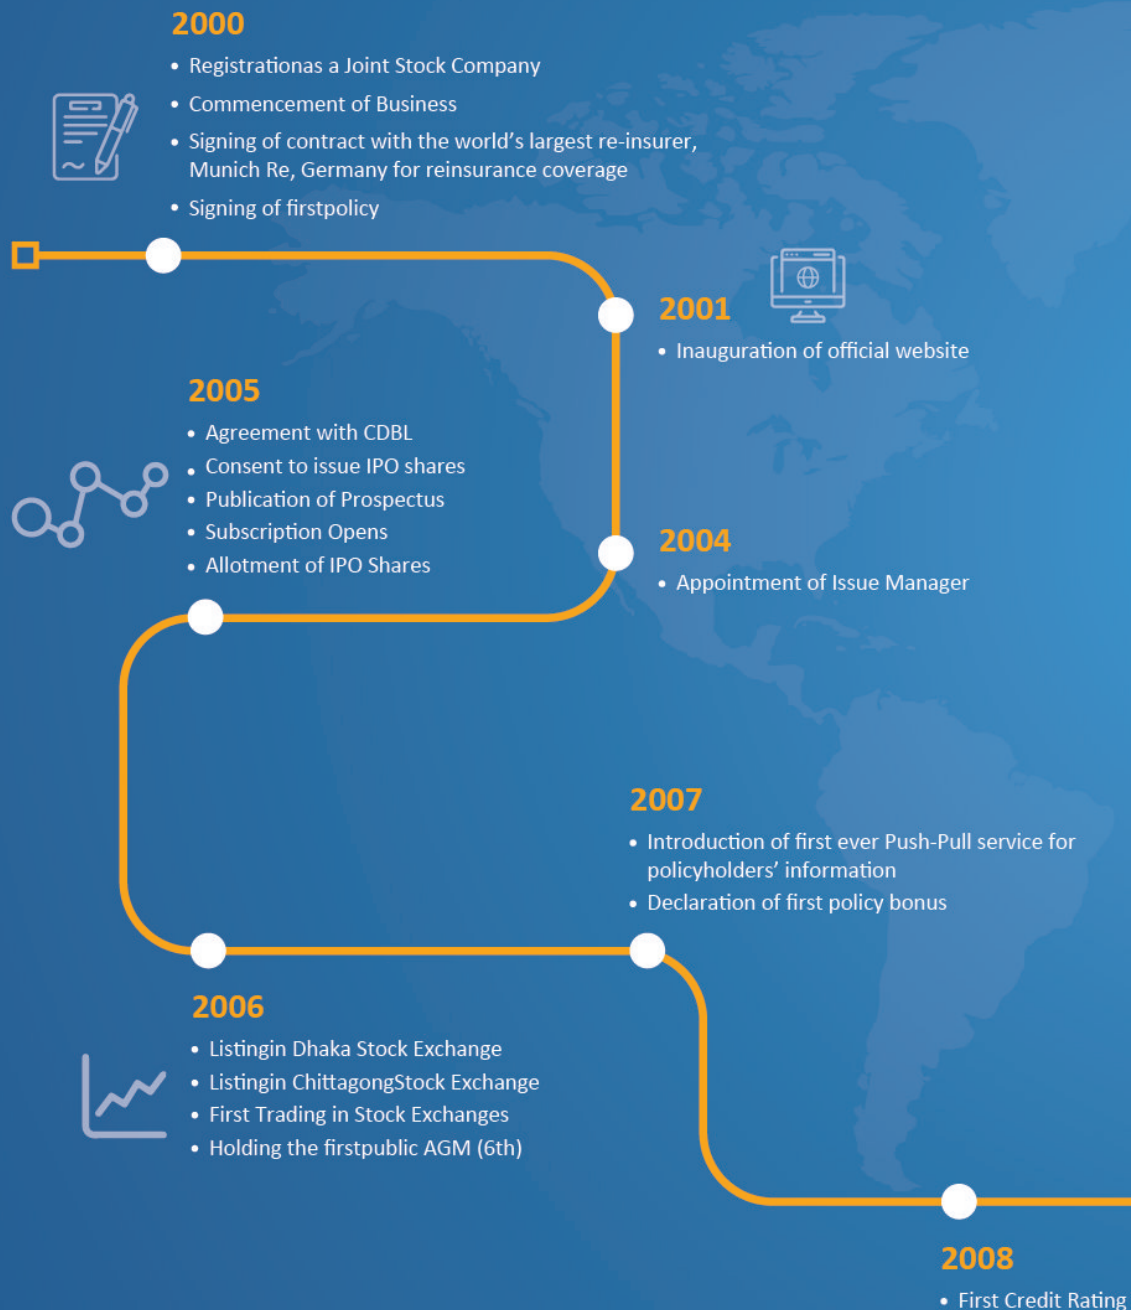 2000
• Registrationas a Joint Stock Company
• Commencement of Business
• Signing of contract with the world's largest re-insurer,
Munich Re, Germany for reinsurance coverage
• Signing of firstpolicy
2001
• Inauguration of official website
2005
• Agreement with CDBL
• Consent to issue IPO shares
• Publication of Prospectus
• Subscription Opens
• Allotment of IPO Shares
2004
• Appointment of Issue Manager
2007
• Introduction of first ever Push-Pull service for
policyholders' information
• Declaration of first policy bonus
2006
• Listingin Dhaka Stock Exchange
• Listingin ChittagongStock Exchange
• First Trading in Stock Exchanges
• Holding the firstpublic AGM (6th)
2008
• First Credit Rating